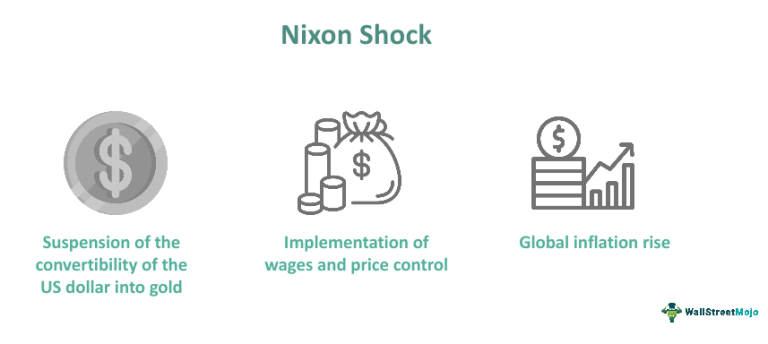 Nixon Shock
$
$
$
Suspension of the
convertibility of the
US dollar into gold
Implementation of
wages and price control
Global inflation rise
WallStreetMojo